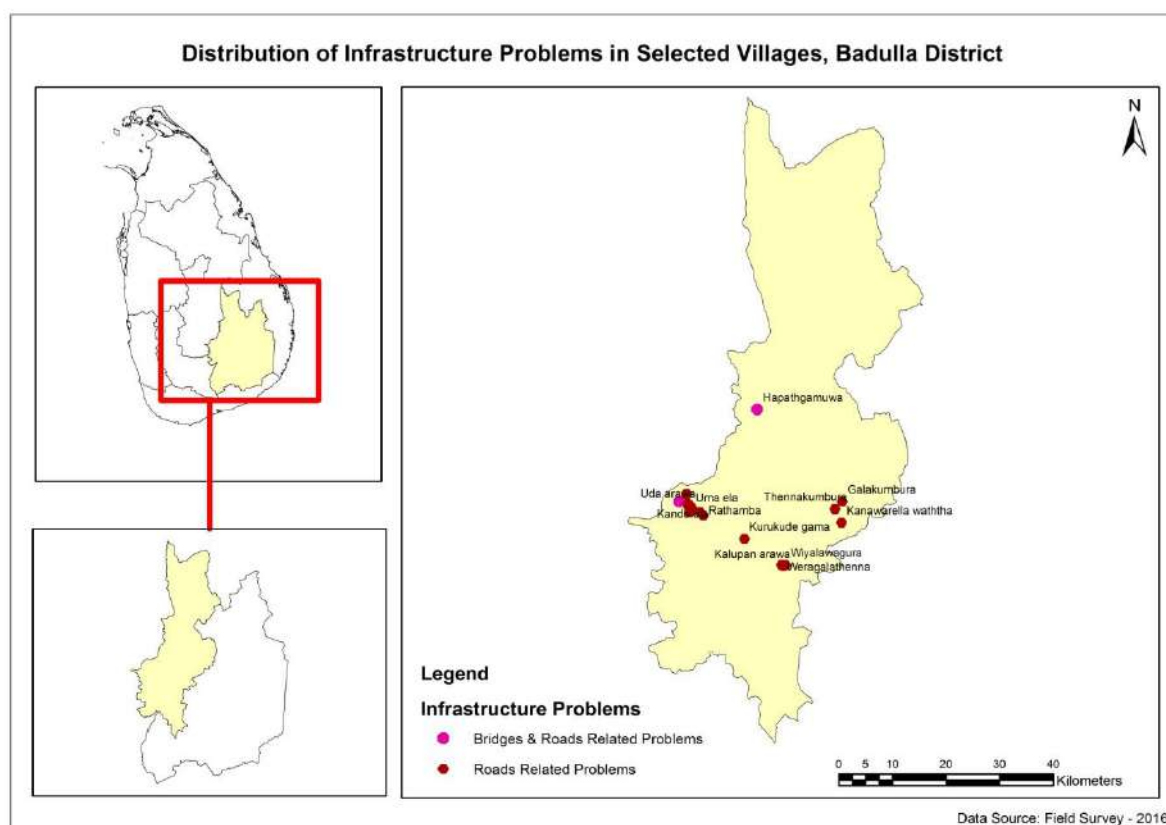 Distribution of Infrastructure Problems in Selected Villages, Badulla District
N
Hapathgamuwa
Uda arawa
Uma ela
Rathamba
Thennakumbura
Galakumbura
Kanawarella waththa
Kurukude gama
Kalupan arawa
Wiyalawagura
Weragalathenna
Legend
Infrastructure Problems
Bridges & Roads Related Problems
Roads Related Problems
0 5 10 20 30 40
Kilometers
Data Source: Field Survey - 2016